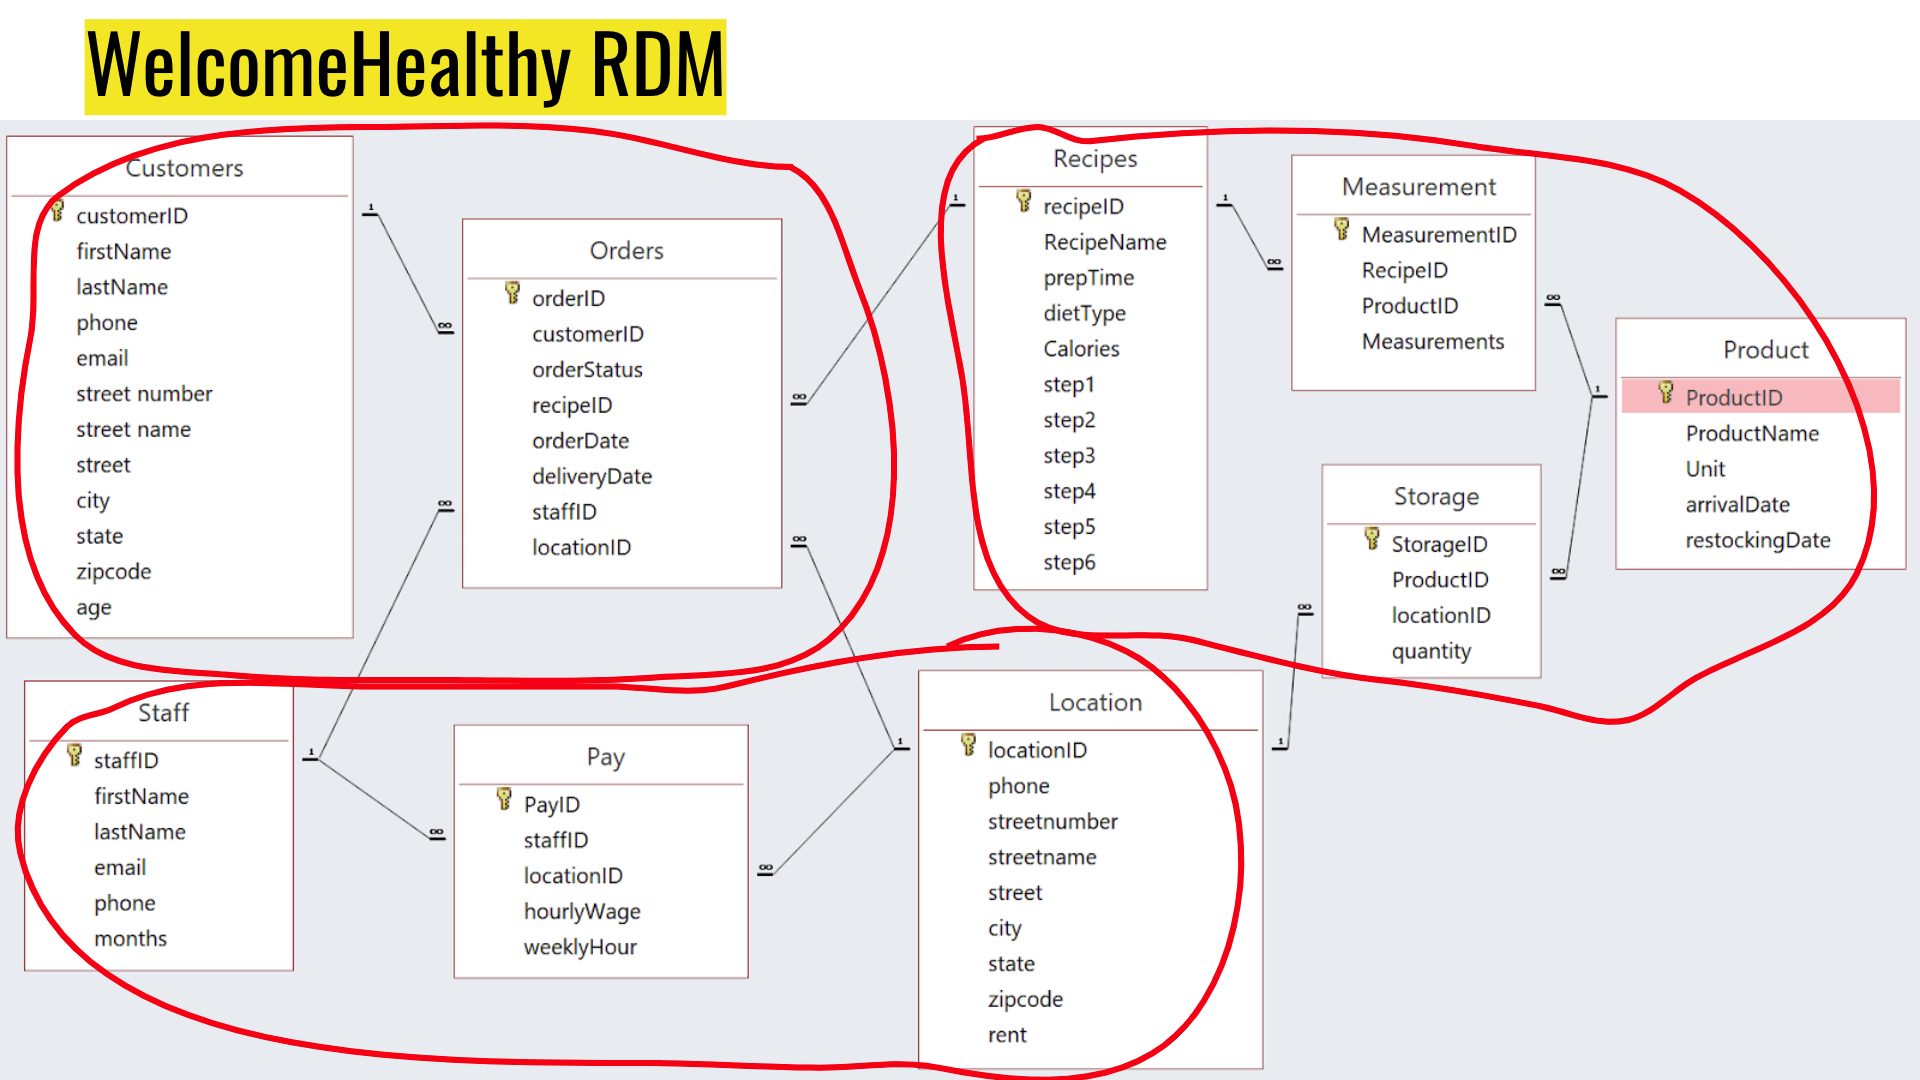 WelcomeHealthy RDM
Customers
customerID
firstName
lastName
phone
email
street number
street name
street
city
state
zipcode
age
1
∞
Orders
orderID
customerID
orderStatus
recipeID
orderDate
deliveryDate
staffID
locationID
∞
∞
∞
1
Recipes
recipeID
RecipeName
prepTime
dietType
Calories
step1
step2
step3
step4
step5
step6
1
∞
Measurement
MeasurementID
RecipeID
ProductID
Measurements
∞
1
Product
ProductID
ProductName
Unit
arrivalDate
restockingDate
Storage
StorageID
ProductID
locationID
quantity
∞
∞
1
Staff
staffID
firstName
lastName
email
phone
months
1
∞
Pay
PayID
staffID
locationID
hourlyWage
weeklyHour
∞
1
Location
locationID
phone
streetnumber
streetname
street
city
state
zipcode
rent